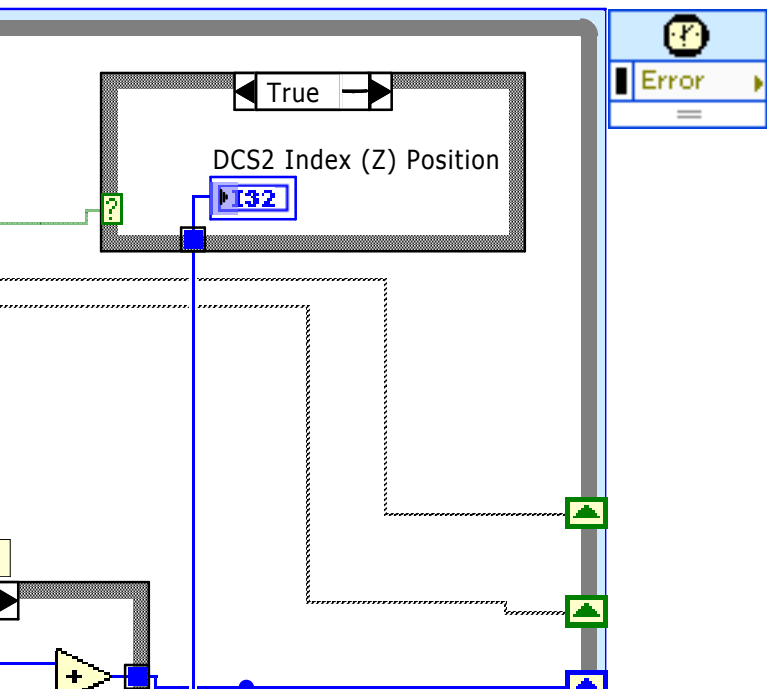 True
Error
DCS2 Index (Z) Position
I32
?
+